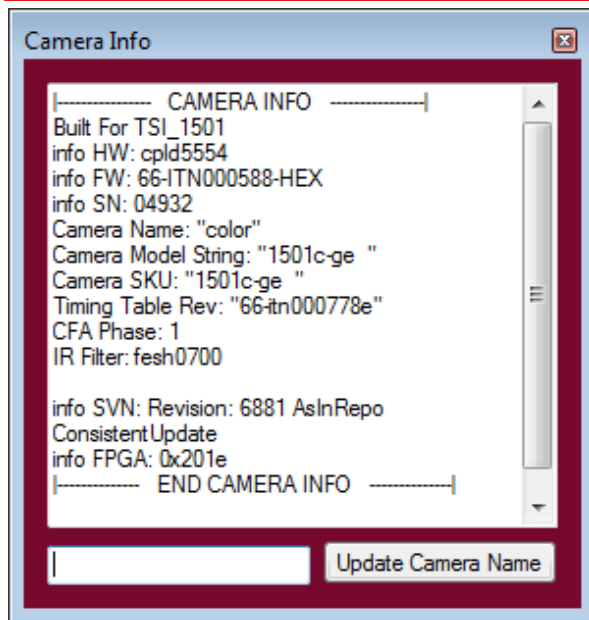 Camera Info
|---------------- CAMERA INFO ----------------|
Built For TSI_1501
info HW: cpld5554
info FW: 66-ITN000588-HEX
info SN: 04932
Camera Name: "color"
Camera Model String: "1501c-ge  "
Camera SKU: "1501c-ge  "
Timing Table Rev: "66-itn000778e"
CFA Phase: 1
IR Filter: fesh0700
info SVN: Revision: 6881 AsInRepo
ConsistentUpdate
info FPGA: 0x201e
|-------------- END CAMERA INFO --------------|
Update Camera Name